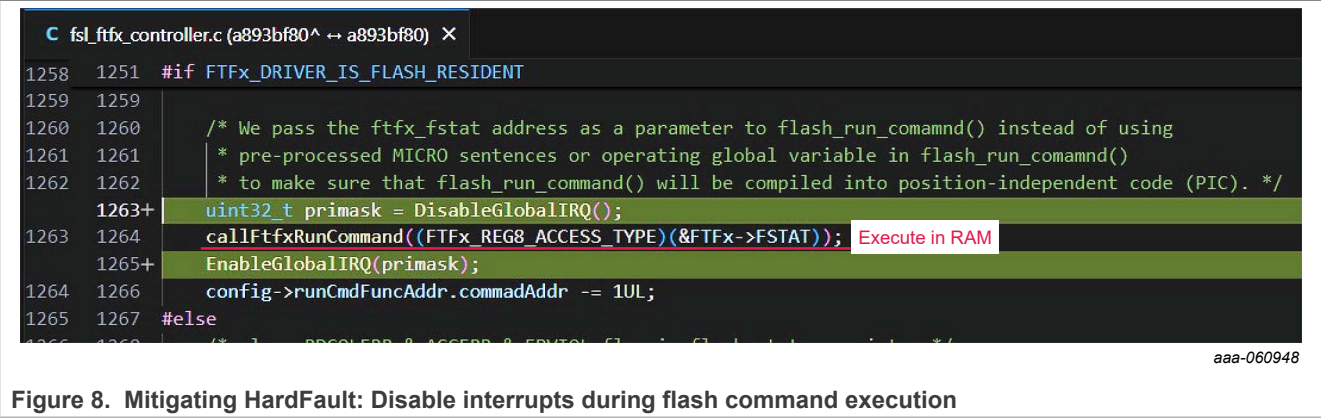 C fsl_ftfx_controller.c (a893bf80^ ↔ a893bf80) ×
1258 1251 #if FTFx_DRIVER_IS_FLASH_RESIDENT
1259 1259
1260 1260 /* We pass the ftfx_fstat address as a parameter to flash_run_comamnd() instead of using
1261 1261 * pre-processed MICRO sentences or operating global variable in flash_run_comamnd()
1262 1262 * to make sure that flash_run_command() will be compiled into position-independent code (PIC). */
1263+ uint32_t primask = DisableGlobalIRQ();
1263 1264 callFtfxRunCommand((FTFx_REG8_ACCESS_TYPE)(&FTFx->FSTAT)); Execute in RAM
1265+ EnableGlobalIRQ(primask);
1264 1266 config->runCmdFuncAddr.commadAddr -= 1UL;
1265 1267 #else
aaa-060948
Figure 8. Mitigating HardFault: Disable interrupts during flash command execution